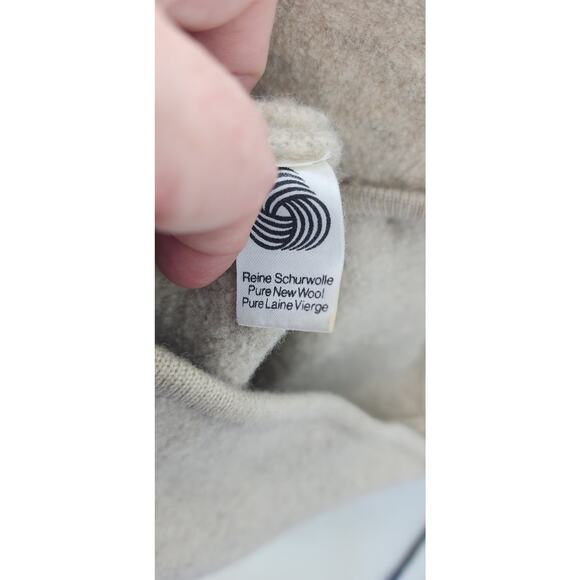 Reine Schurwolle
Pure New Wool
Pure Laine Vierge